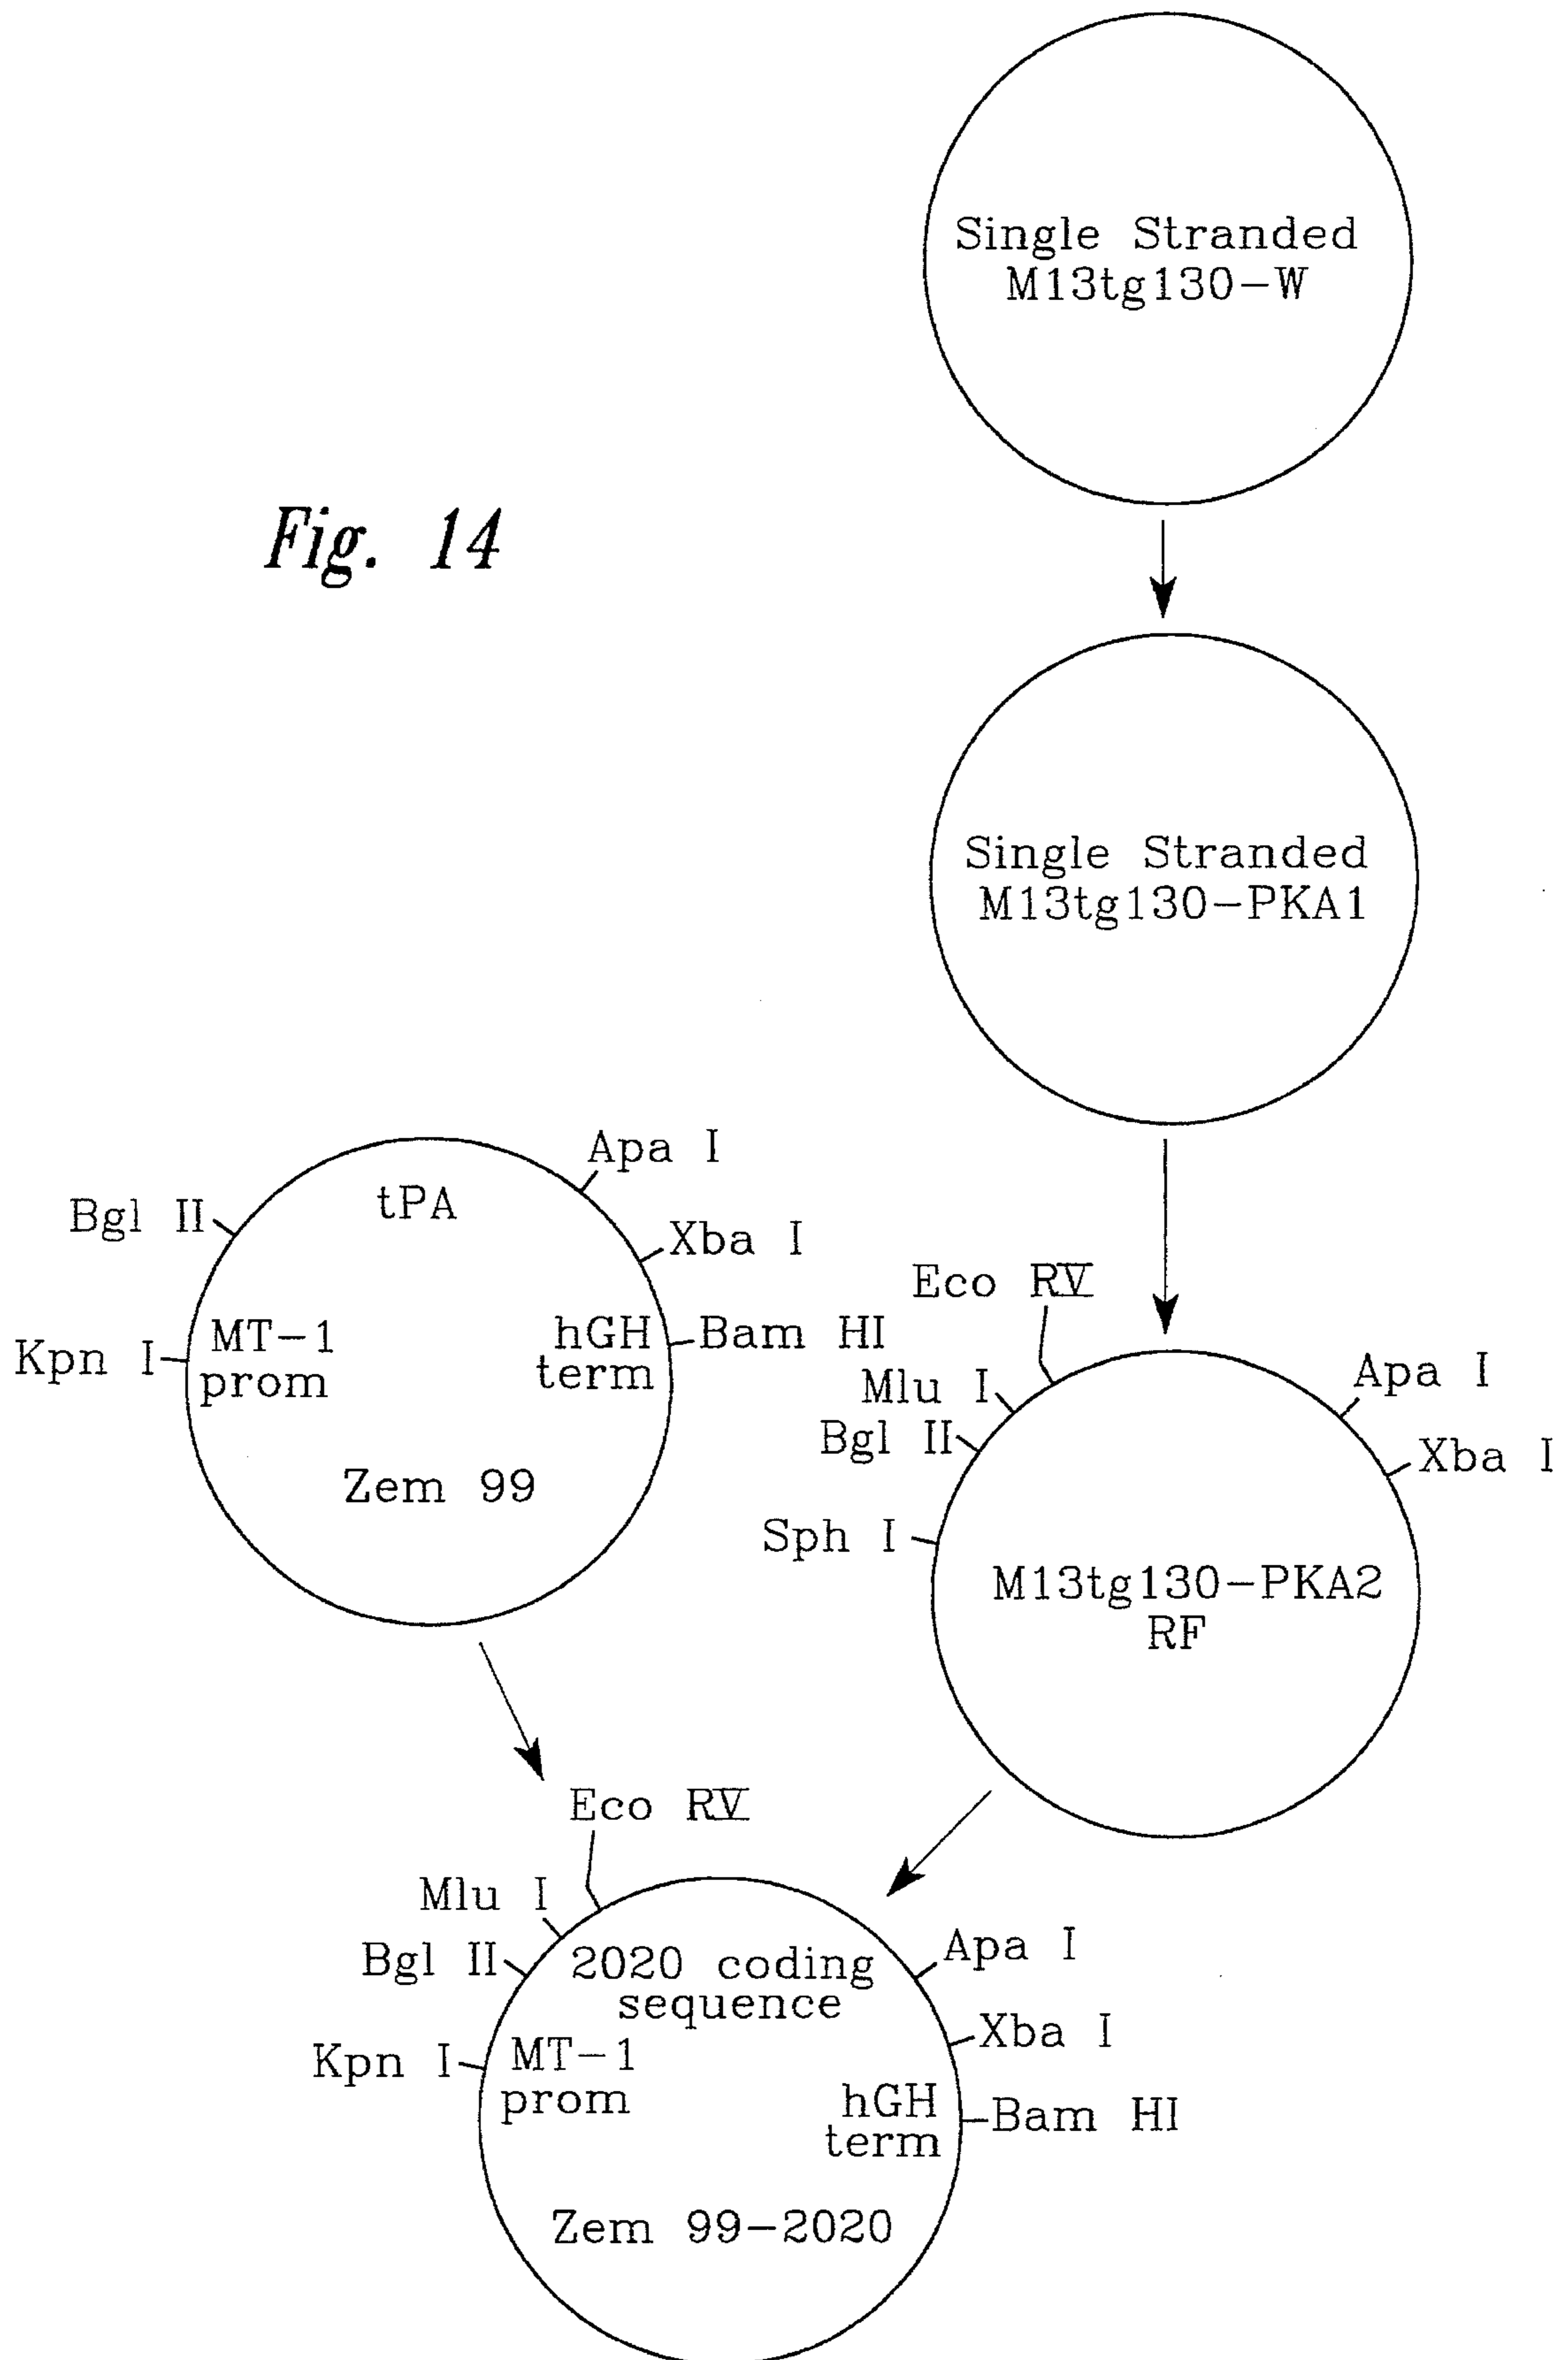 Single Stranded
M13tg130-W
Fig. 14
Single Stranded
M13tg130-PKA1
Apa I
tPA
Bgl II
Xba I
MT-1
prom
hGH
term
Bam HI
Kpn I
Zem 99
Eco RV
Mlu I
Bgl II
Sph I
Apa I
Xba I
M13tg130-PKA2
RF
Eco RV
Mlu I
Bgl II
Kpn I
2020 coding
sequence
MT-1
prom
Apa I
Xba I
hGH
term
Bam HI
Zem 99-2020